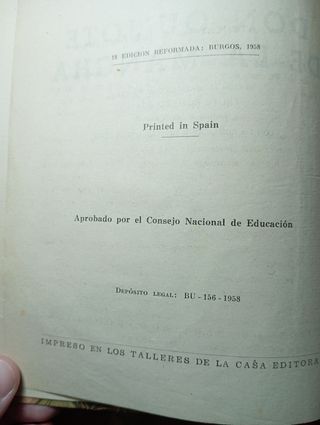 18 EDICION REFORMADA: BURGOS, 1958
Printed in Spain
Aprobado por el Consejo Nacional de Educación
DEPÓSITO LEGAL: BU - 156 - 1958
IMPRESO EN LOS TALLERES DE LA CASA EDITORA